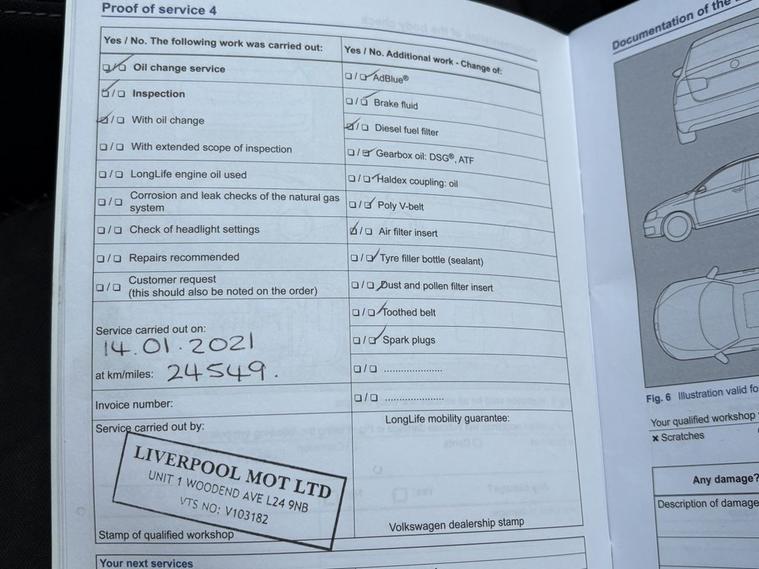 Proof of service 4
Yes / No. The following work was carried out:
Oil change service
Inspection
With oil change
With extended scope of inspection
LongLife engine oil used
Corrosion and leak checks of the natural gas
system
Check of headlight settings
Repairs recommended
Customer request
(this should also be noted on the order)
Service carried out on:
14.01.2021
at km/miles: 24549.
Invoice number:
Service carried out by:
LIVERPOOL MOT LTD
UNIT 1 WOODEND AVE L24 9NB
VTS NO: V103182
Stamp of qualified workshop
Your next services
Yes / No. Additional work - Change of:
AdBlue®
Brake fluid
Diesel fuel filter
Gearbox oil: DSG®, ATF
Haldex coupling: oil
Poly V-belt
Air filter insert
Tyre filler bottle (sealant)
Dust and pollen filter insert
Toothed belt
Spark plugs
LongLife mobility guarantee:
Volkswagen dealership stamp
Documentation of the
Fig. 6 Illustration valid fo
Your qualified workshop
× Scratches
Any damage?
Description of damage